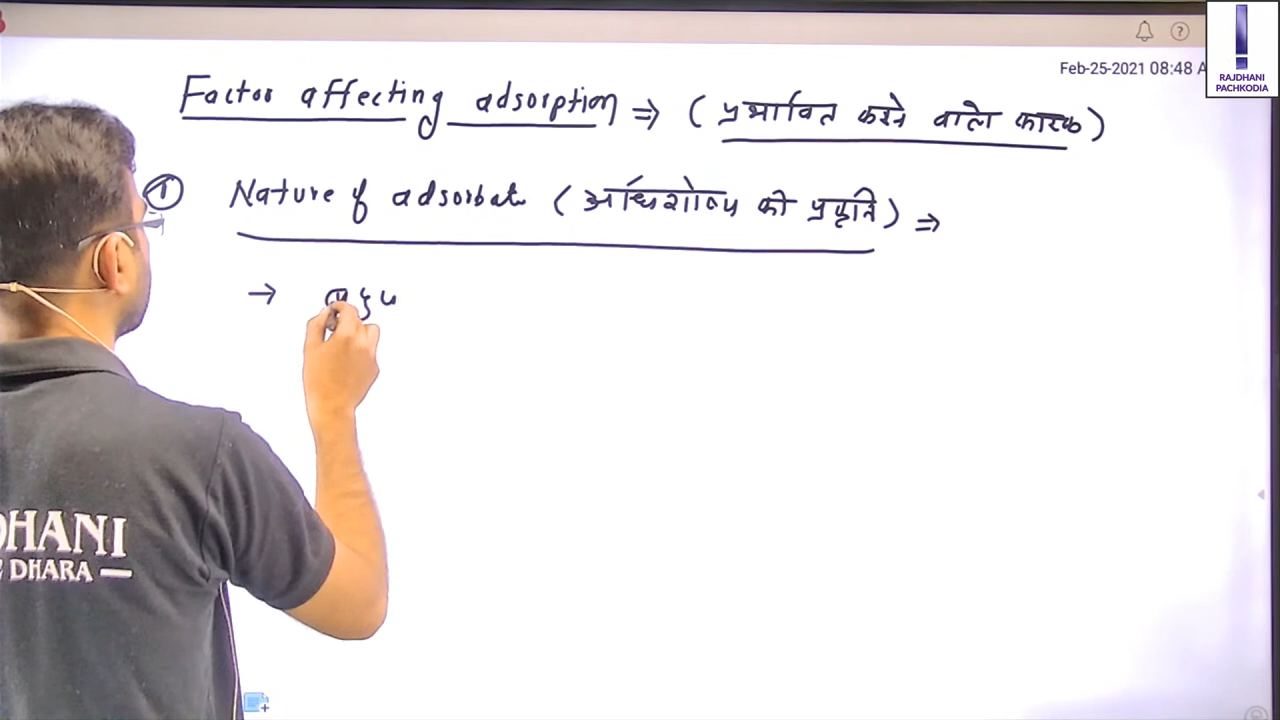 Feb-25-2021 08:48 A
RAJDHANI
PACHKODIA
Factor affecting adsorption ⇒ (प्रभावित करने वाले कारक)
① Nature of adsorbat (अधिशोष्य की प्रकृति) ⇒
→
DHANI
DHARA —